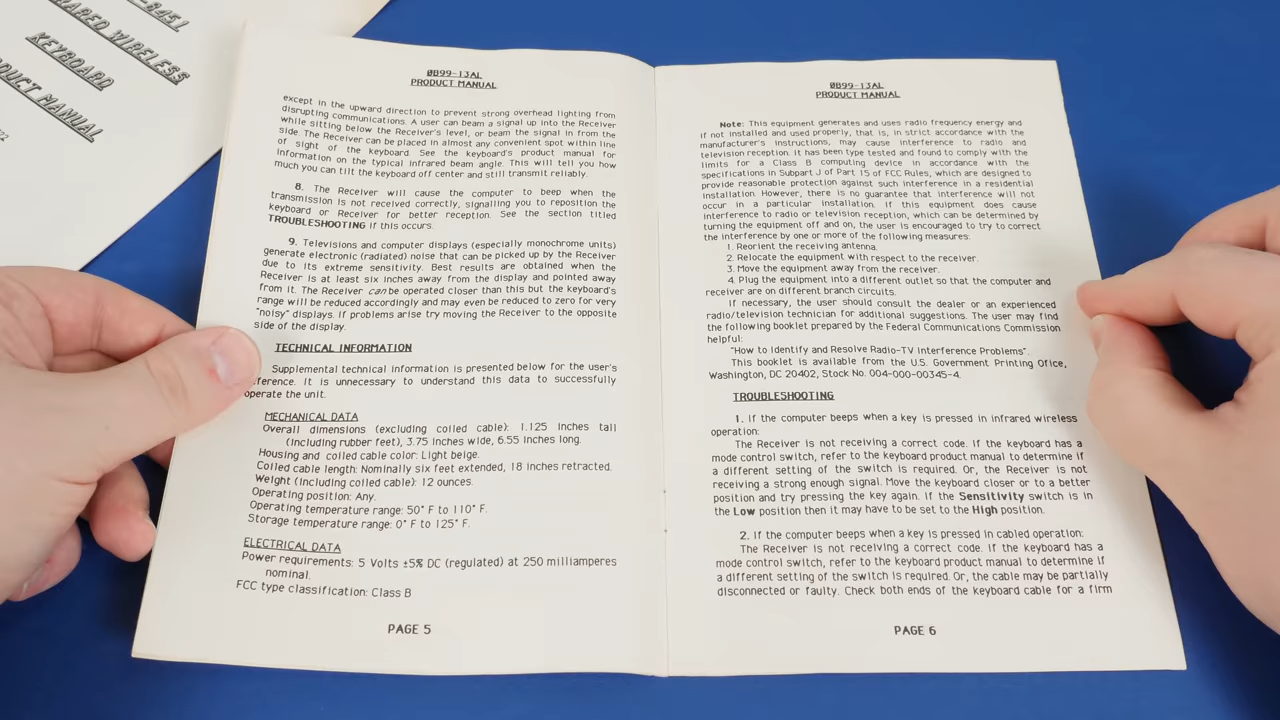 -8451
INFRARED WIRELESS
KEYBOARD
PRODUCT MANUAL
0B99-13AL
PRODUCT MANUAL
except in the upward direction to prevent strong overhead lighting from
disrupting communications. A user can beam a signal up into the Receiver
while sitting below the Receiver's level, or beam the signal in from the
side. The Receiver can be placed in almost any convenient spot within line
of sight of the keyboard. See the keyboard's product manual for
information on the typical infrared beam angle. This will tell you how
much you can tilt the keyboard off center and still transmit reliably.
8. The Receiver will cause the computer to beep when the
transmission is not received correctly, signalling you to reposition the
keyboard or Receiver for better reception. See the section titled
TROUBLESHOOTING if this occurs.
9. Televisions and computer displays (especially monochrome units)
generate electronic (radiated) noise that can be picked up by the Receiver
due to its extreme sensitivity. Best results are obtained when the
Receiver is at least six inches away from the display and pointed away
from it. The Receiver can be operated closer than this but the keyboard's
range will be reduced accordingly and may even be reduced to zero for very
"noisy" displays. If problems arise try moving the Receiver to the opposite
side of the display.
TECHNICAL INFORMATION
Supplemental technical information is presented below for the user's
ference. It is unnecessary to understand this data to successfully
operate the unit.
MECHANICAL DATA
Overall dimensions (excluding coiled cable): 1.125 inches tall
(including rubber feet), 3.75 inches wide, 6.55 inches long.
Housing and coiled cable color: Light beige.
Coiled cable length: Nominally six feet extended, 18 inches retracted.
Weight (including coiled cable): 12 ounces.
Operating position: Any.
Operating temperature range: 50° F to 110° F.
Storage temperature range: 0° F to 125° F.
ELECTRICAL DATA
Power requirements: 5 Volts ±5% DC (regulated) at 250 milliamperes
nominal.
FCC type classification: Class B
PAGE 5
0B99-13AL
PRODUCT MANUAL
Note: This equipment generates and uses radio frequency energy and
if not installed and used properly, that is, in strict accordance with the
manufacturer's instructions, may cause interference to radio and
television reception. It has been type tested and found to comply with the
limits for a Class B computing device in accordance with the
specifications in Subpart J of Part 15 of FCC Rules, which are designed to
provide reasonable protection against such interference in a residential
installation. However, there is no guarantee that interference will not
occur in a particular installation. If this equipment does cause
interference to radio or television reception, which can be determined by
turning the equipment off and on, the user is encouraged to try to correct
the interference by one or more of the following measures:
1. Reorient the receiving antenna.
2. Relocate the equipment with respect to the receiver.
3. Move the equipment away from the receiver.
4. Plug the equipment into a different outlet so that the computer and
receiver are on different branch circuits.
If necessary, the user should consult the dealer or an experienced
radio/television technician for additional suggestions. The user may find
the following booklet prepared by the Federal Communications Commission
helpful:
"How to Identify and Resolve Radio-TV Interference Problems".
This booklet is available from the U.S. Government Printing Ofice,
Washington, DC 20402, Stock No. 004-000-00345-4.
TROUBLESHOOTING
1. If the computer beeps when a key is pressed in infrared wireless
operation:
The Receiver is not receiving a correct code. If the keyboard has a
mode control switch, refer to the keyboard product manual to determine if
a different setting of the switch is required. Or, the Receiver is not
receiving a strong enough signal. Move the keyboard closer or to a better
position and try pressing the key again. If the Sensitivity switch is in
the Low position then it may have to be set to the High position.
2. If the computer beeps when a key is pressed in cabled operation:
The Receiver is not receiving a correct code. If the keyboard has a
mode control switch, refer to the keyboard product manual to determine if
a different setting of the switch is required. Or, the cable may be partially
disconnected or faulty. Check both ends of the keyboard cable for a firm
PAGE 6